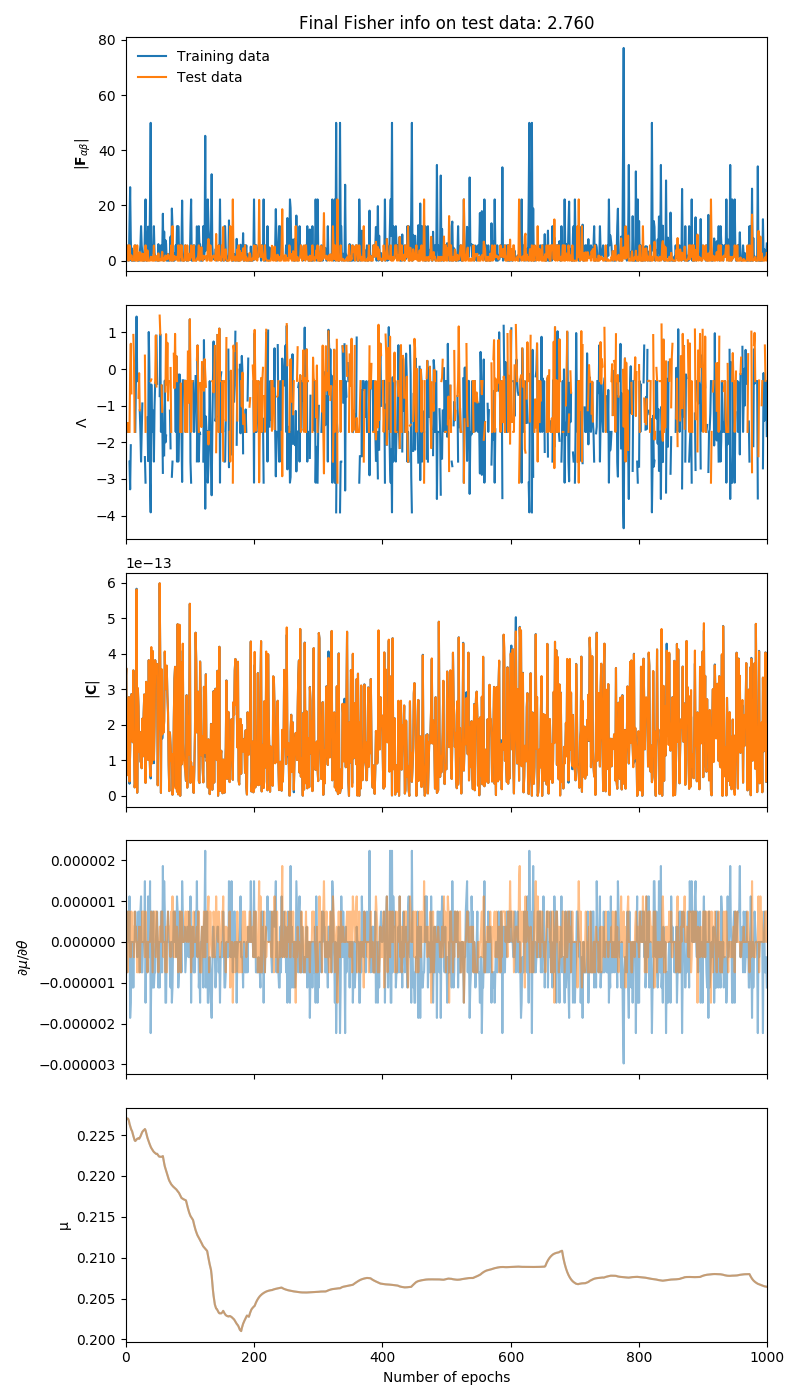 Final Fisher info on test data: 2.760
80
60
40
20
0
|F_{αβ}|
Training data
Test data
1
0
−1
−2
−3
−4
Λ
1e−13
6
5
4
3
2
1
0
|C|
0.000002
0.000001
0.000000
−0.000001
−0.000002
−0.000003
∂μ/∂θ
0.225
0.220
0.215
0.210
0.205
0.200
μ
0 200 400 600 800 1000
Number of epochs